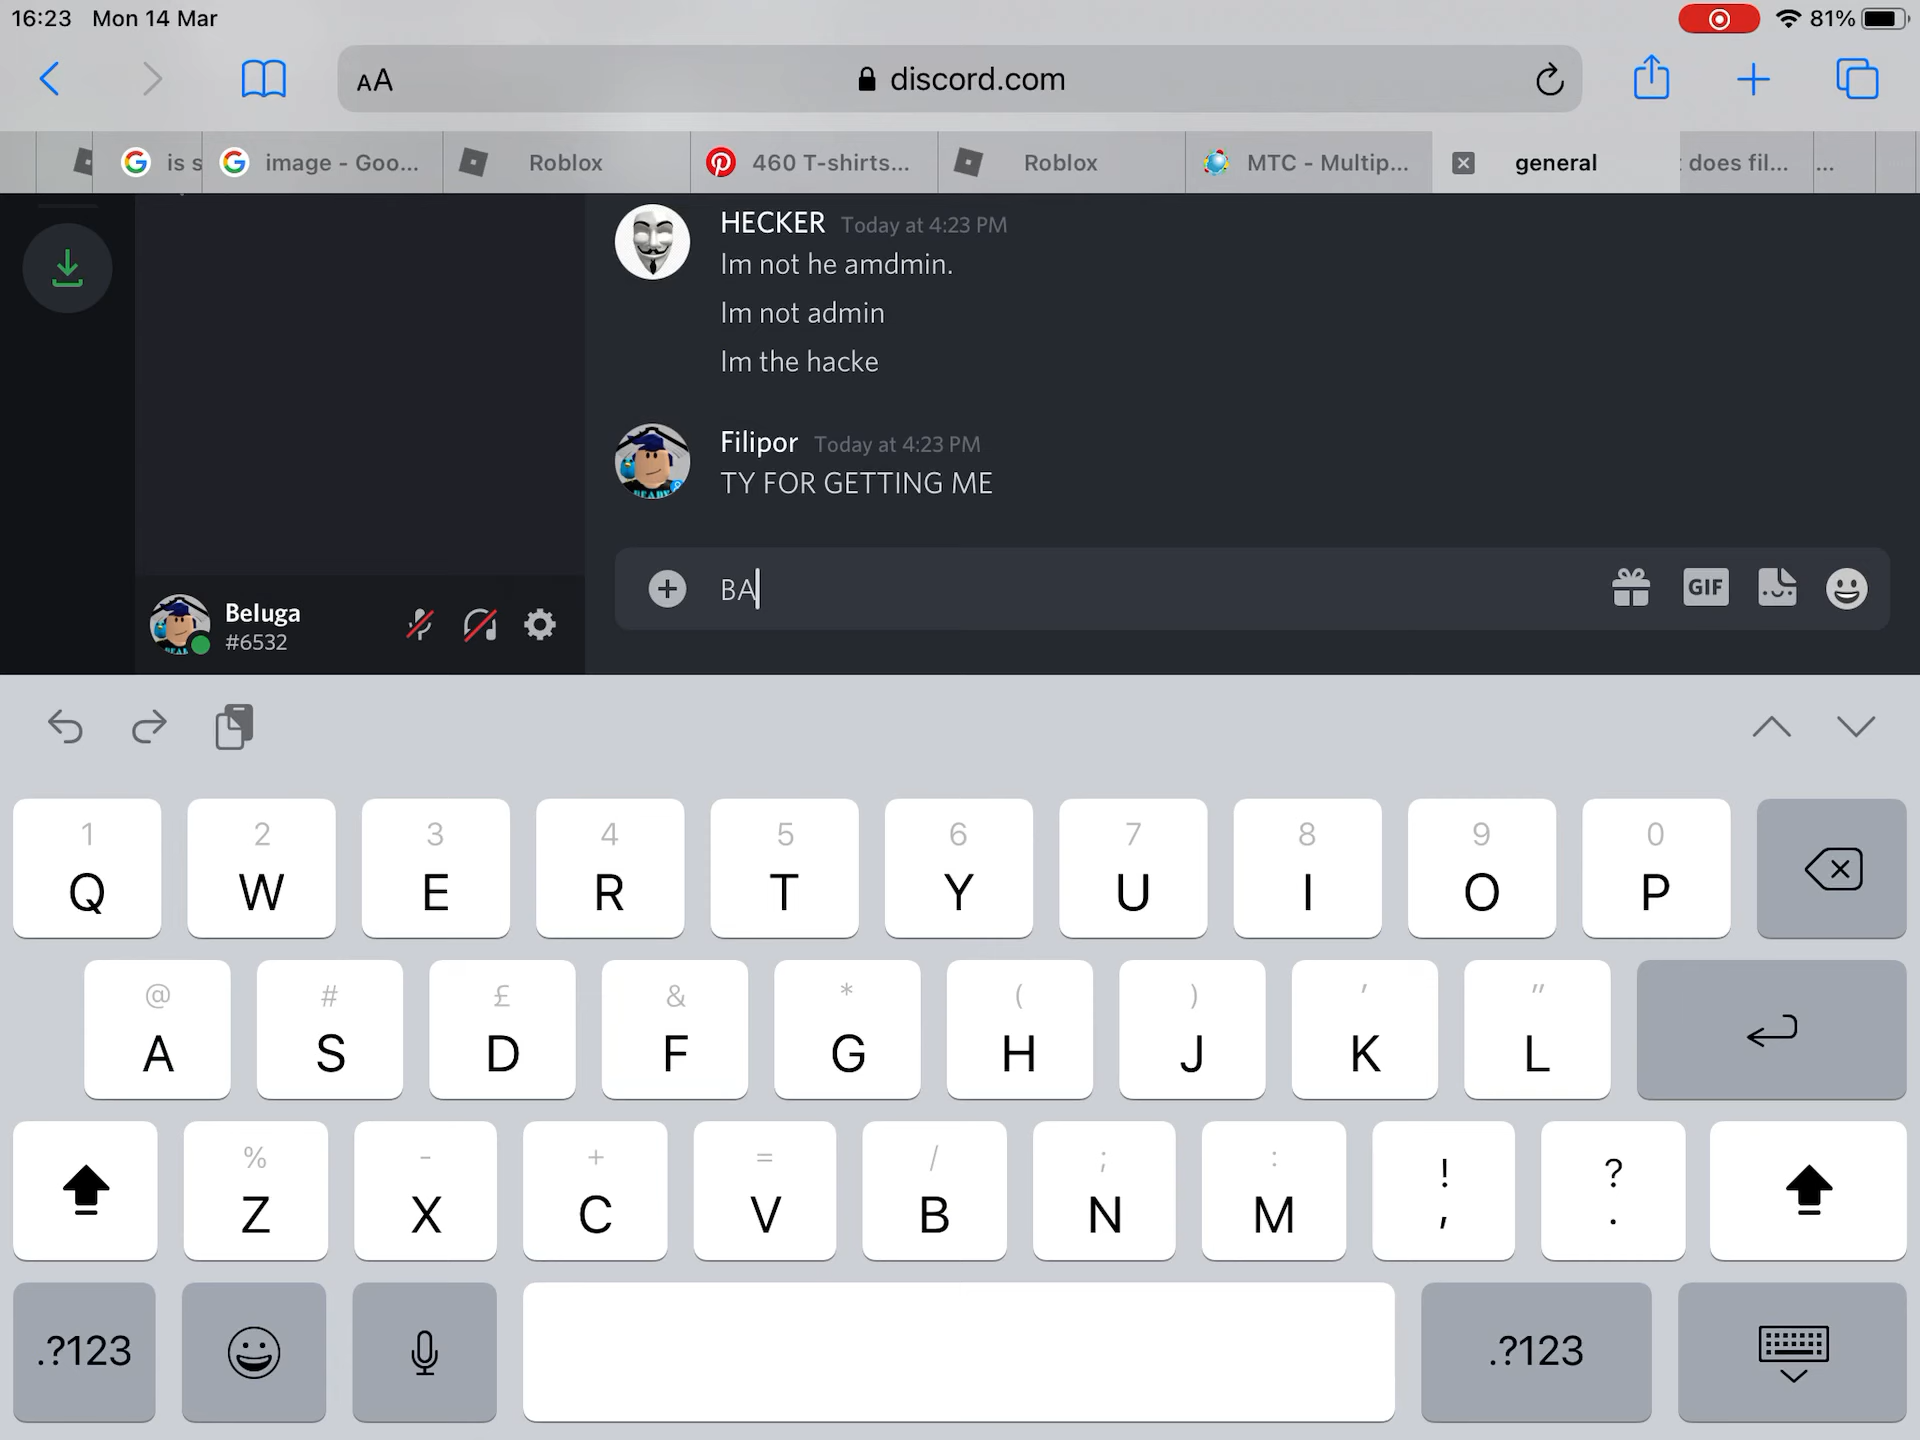 16:23 Mon 14 Mar 81%
AA discord.com
is s image - Goo... Roblox 460 T-shirts... Roblox MTC - Multip... general does fil... ...
HECKER Today at 4:23 PM
Im not he amdmin.
Im not admin
Im the hacke
Filipor Today at 4:23 PM
TY FOR GETTING ME
BA
GIF
Beluga
#6532
1 2 3 4 5 6 7 8 9 0
Q W E R T Y U I O P
@ # £ & * ( ) ' "
A S D F G H J K L
% - + = / ; : ! ?
Z X C V B N M , .
.?123 .?123